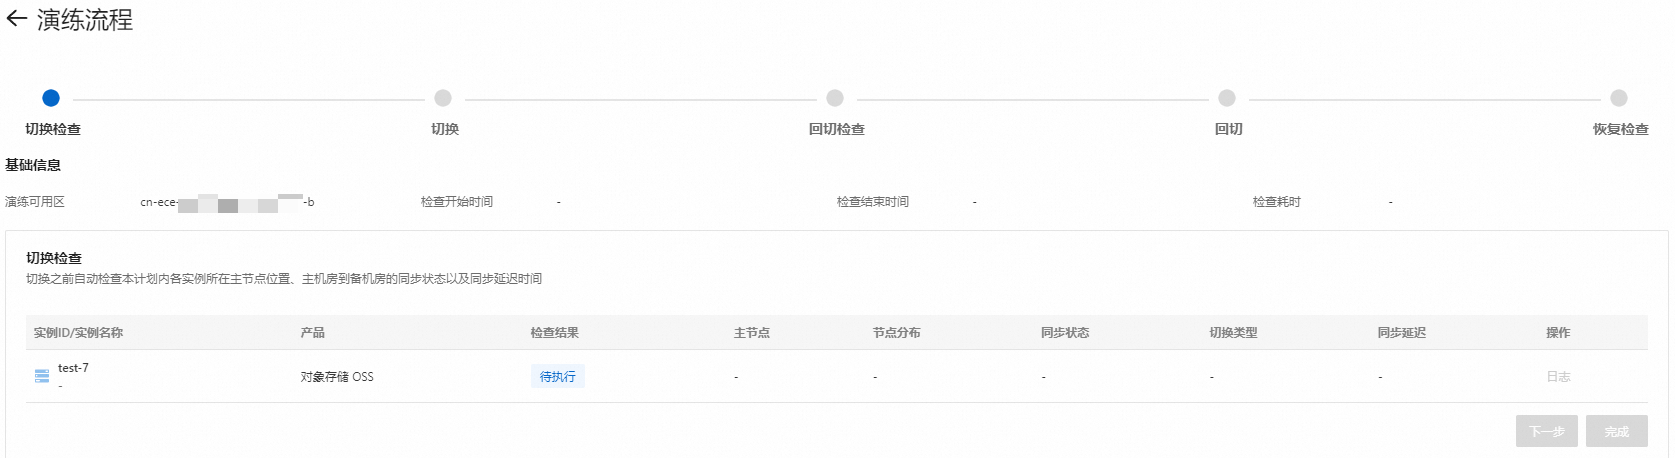 演练流程
切换检查 切换 回切检查 回切 恢复检查
基础信息
演练可用区 cn-ece- -b 检查开始时间 - 检查结束时间 - 检查耗时 -
切换检查
切换之前自动检查本计划内各实例所在主节点位置、主机房到备机房的同步状态以及同步延迟时间
实例ID/实例名称 产品 检查结果 主节点 节点分布 同步状态 切换类型 同步延迟 操作
test-7
- 对象存储 OSS 待执行 - - - - - 日志
下一步 完成